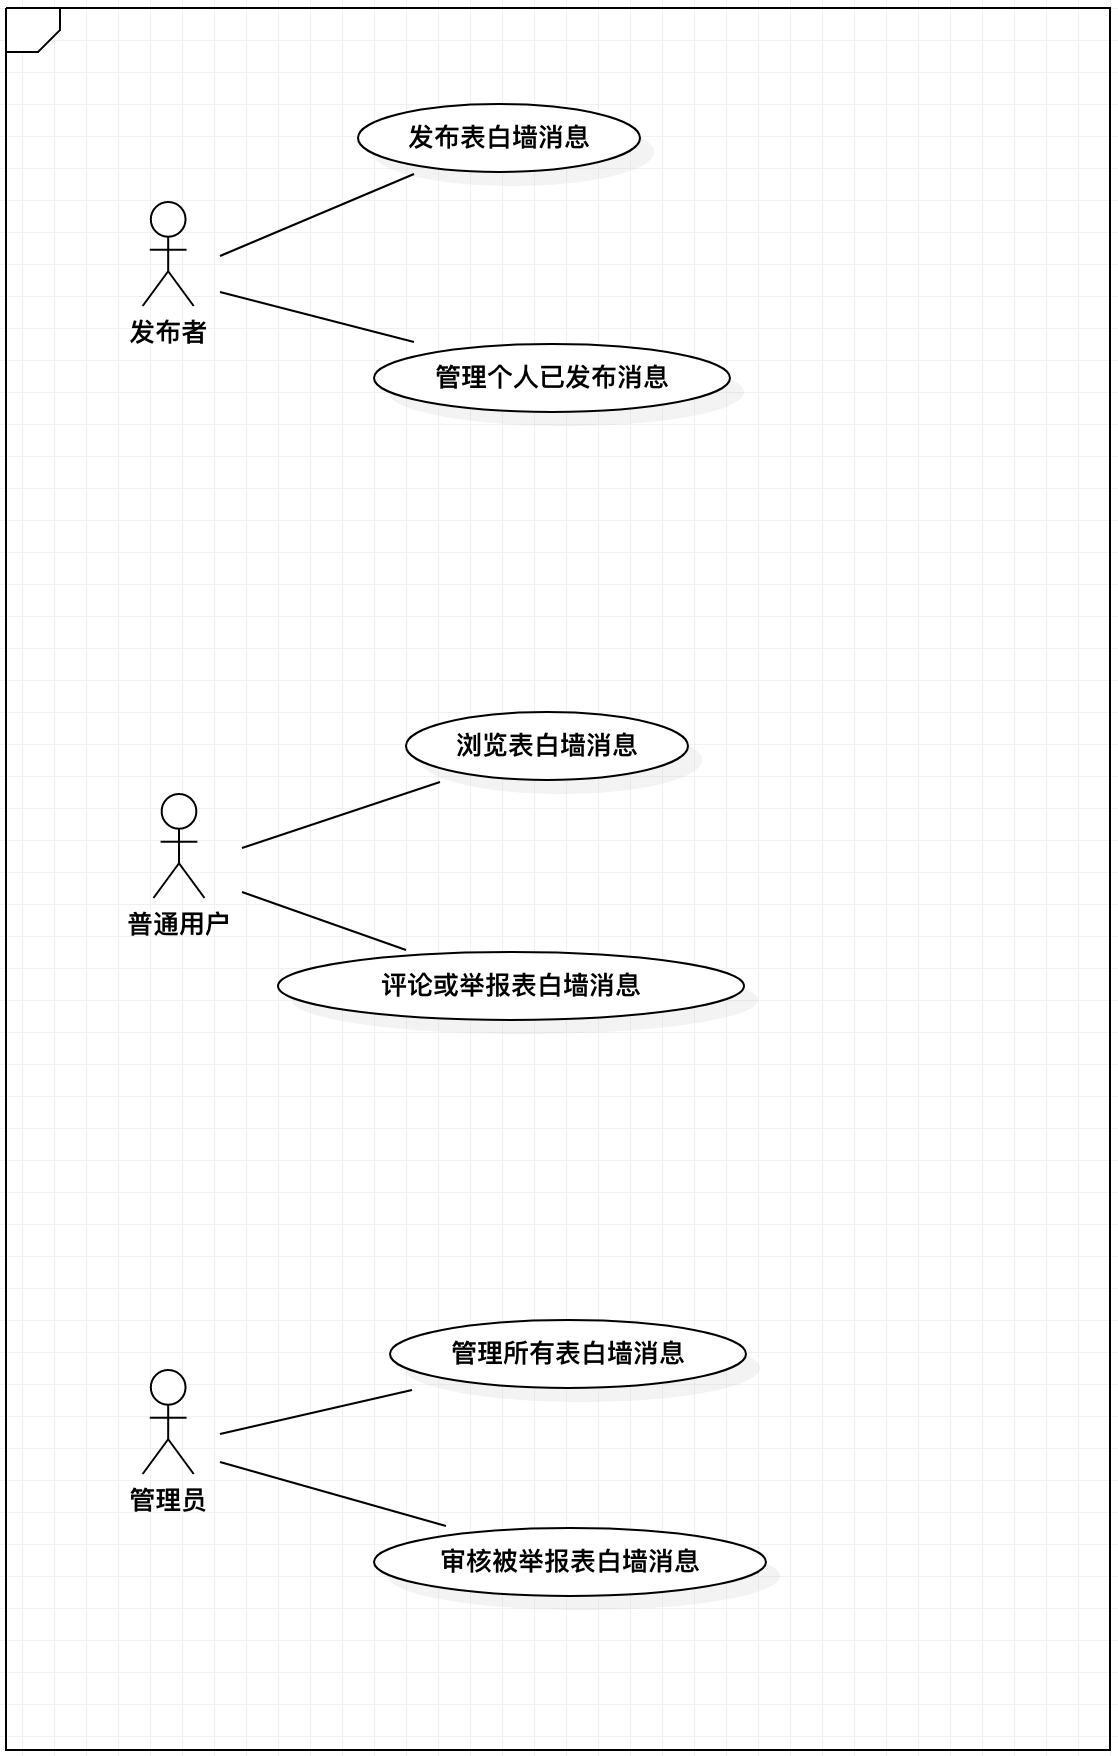 发布表白墙消息
发布者
管理个人已发布消息
浏览表白墙消息
普通用户
评论或举报表白墙消息
管理所有表白墙消息
管理员
审核被举报表白墙消息